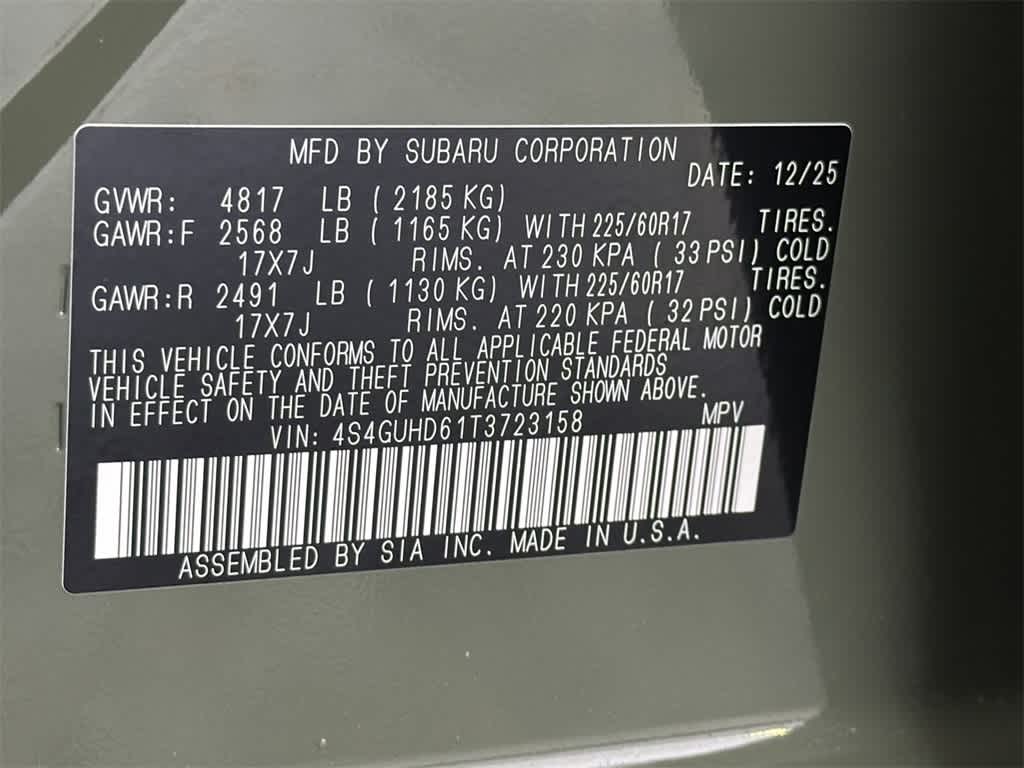 MFD BY SUBARU CORPORATION
DATE: 12/25
GVWR: 4817 LB ( 2185 KG)
GAWR:F 2568 LB ( 1165 KG) WITH 225/60R17 TIRES.
17X7J RIMS. AT 230 KPA ( 33 PSI) COLD
GAWR:R 2491 LB ( 1130 KG) WITH 225/60R17 TIRES.
17X7J RIMS. AT 220 KPA ( 32 PSI) COLD
THIS VEHICLE CONFORMS TO ALL APPLICABLE FEDERAL MOTOR
VEHICLE SAFETY AND THEFT PREVENTION STANDARDS
IN EFFECT ON THE DATE OF MANUFACTURE SHOWN ABOVE.
VIN: 4S4GUHD61T3723158 MPV
ASSEMBLED BY SIA INC. MADE IN U.S.A.